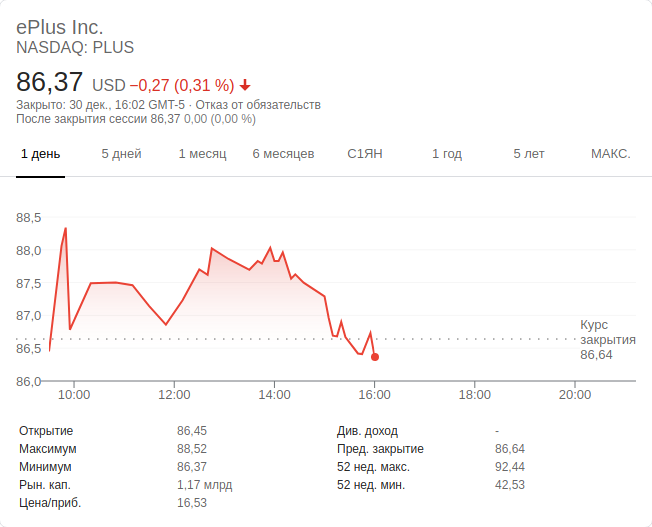 ePlus Inc.
NASDAQ: PLUS
86,37 USD −0,27 (0,31 %)
Закрыто: 30 дек., 16:02 GMT-5 · Отказ от обязательств
После закрытия сессии 86,37 0,00 (0,00 %)
1 день 5 дней 1 месяц 6 месяцев С1ЯН 1 год 5 лет МАКС.
88,5
88,0
87,5
87,0
86,5
86,0
Курс
закрытия
86,64
10:00 12:00 14:00 16:00 18:00 20:00
Открытие 86,45 Див. доход -
Максимум 88,52 Пред. закрытие 86,64
Минимум 86,37 52 нед. макс. 92,44
Рын. кап. 1,17 млрд 52 нед. мин. 42,53
Цена/приб. 16,53